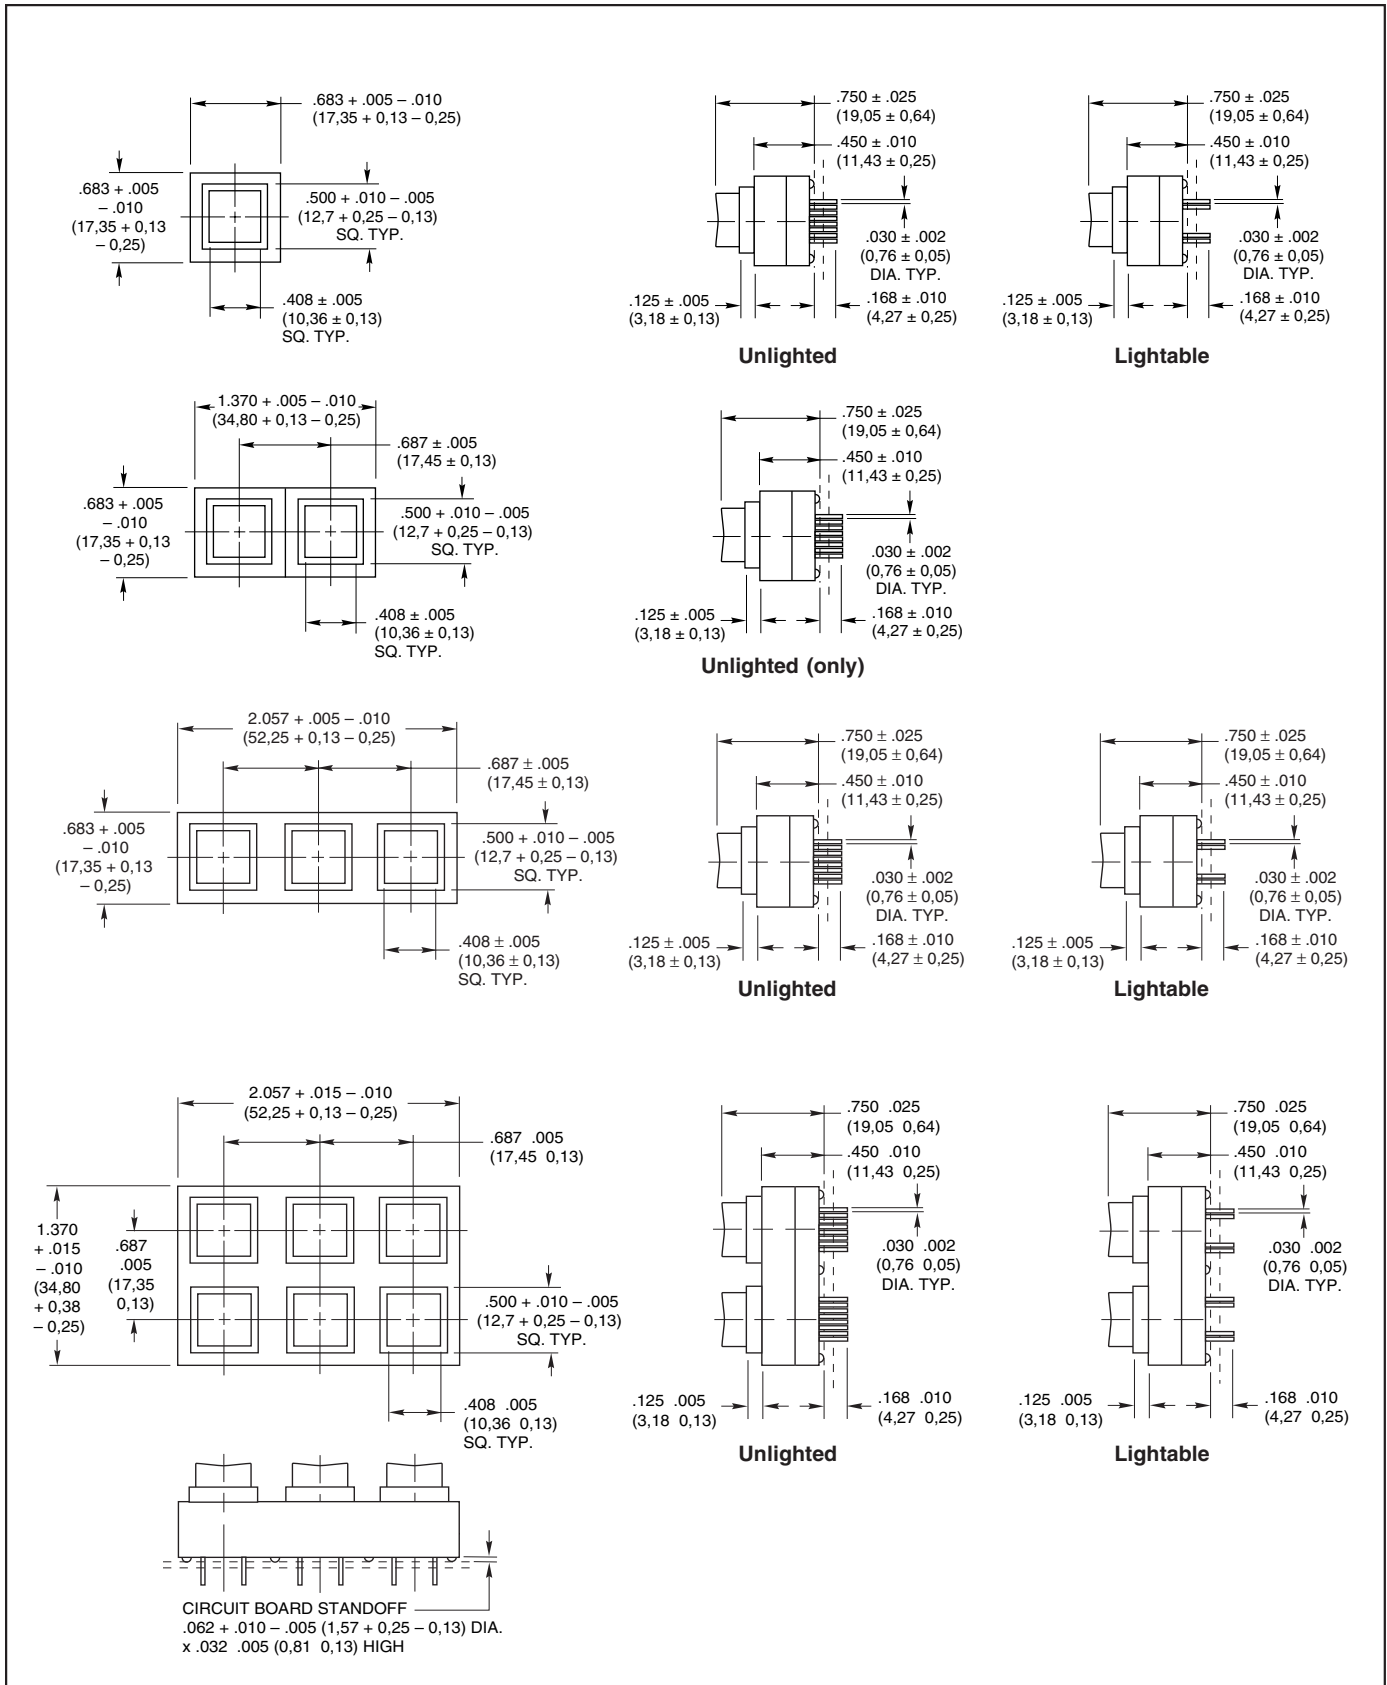 .683 + .005 – .010
(17,35 + 0,13 – 0,25)
.683 + .005
– .010
(17,35 + 0,13
– 0,25)
.500 + .010 – .005
(12,7 + 0,25 – 0,13)
SQ. TYP.
.408 ± .005
(10,36 ± 0,13)
SQ. TYP.
.750 ± .025
(19,05 ± 0,64)
.450 ± .010
(11,43 ± 0,25)
.030 ± .002
(0,76 ± 0,05)
DIA. TYP.
.125 ± .005
(3,18 ± 0,13)
.168 ± .010
(4,27 ± 0,25)
Unlighted
.750 ± .025
(19,05 ± 0,64)
.450 ± .010
(11,43 ± 0,25)
.030 ± .002
(0,76 ± 0,05)
DIA. TYP.
.125 ± .005
(3,18 ± 0,13)
.168 ± .010
(4,27 ± 0,25)
Lightable
1.370 + .005 – .010
(34,80 + 0,13 – 0,25)
.687 ± .005
(17,45 ± 0,13)
.683 + .005
– .010
(17,35 + 0,13
– 0,25)
.500 + .010 – .005
(12,7 + 0,25 – 0,13)
SQ. TYP.
.408 ± .005
(10,36 ± 0,13)
SQ. TYP.
.750 ± .025
(19,05 ± 0,64)
.450 ± .010
(11,43 ± 0,25)
.030 ± .002
(0,76 ± 0,05)
DIA. TYP.
.125 ± .005
(3,18 ± 0,13)
.168 ± .010
(4,27 ± 0,25)
Unlighted (only)
2.057 + .005 – .010
(52,25 + 0,13 – 0,25)
.687 ± .005
(17,45 ± 0,13)
.683 + .005
– .010
(17,35 + 0,13
– 0,25)
.500 + .010 – .005
(12,7 + 0,25 – 0,13)
SQ. TYP.
.408 ± .005
(10,36 ± 0,13)
SQ. TYP.
.750 ± .025
(19,05 ± 0,64)
.450 ± .010
(11,43 ± 0,25)
.030 ± .002
(0,76 ± 0,05)
DIA. TYP.
.125 ± .005
(3,18 ± 0,13)
.168 ± .010
(4,27 ± 0,25)
Unlighted
.750 ± .025
(19,05 ± 0,64)
.450 ± .010
(11,43 ± 0,25)
.030 ± .002
(0,76 ± 0,05)
DIA. TYP.
.125 ± .005
(3,18 ± 0,13)
.168 ± .010
(4,27 ± 0,25)
Lightable
2.057 + .015 – .010
(52,25 + 0,13 – 0,25)
.687 .005
(17,45 0,13)
1.370
+ .015
– .010
(34,80
+ 0,38
– 0,25)
.687
.005
(17,35
0,13)
.500 + .010 – .005
(12,7 + 0,25 – 0,13)
SQ. TYP.
.408 .005
(10,36 0,13)
SQ. TYP.
.750 .025
(19,05 0,64)
.450 .010
(11,43 0,25)
.030 .002
(0,76 0,05)
DIA. TYP.
.125 .005
(3,18 0,13)
.168 .010
(4,27 0,25)
Unlighted
.750 .025
(19,05 0,64)
.450 .010
(11,43 0,25)
.030 .002
(0,76 0,05)
DIA. TYP.
.125 .005
(3,18 0,13)
.168 .010
(4,27 0,25)
Lightable
CIRCUIT BOARD STANDOFF
.062 + .010 – .005 (1,57 + 0,25 – 0,13) DIA.
x .032 .005 (0,81 0,13) HIGH